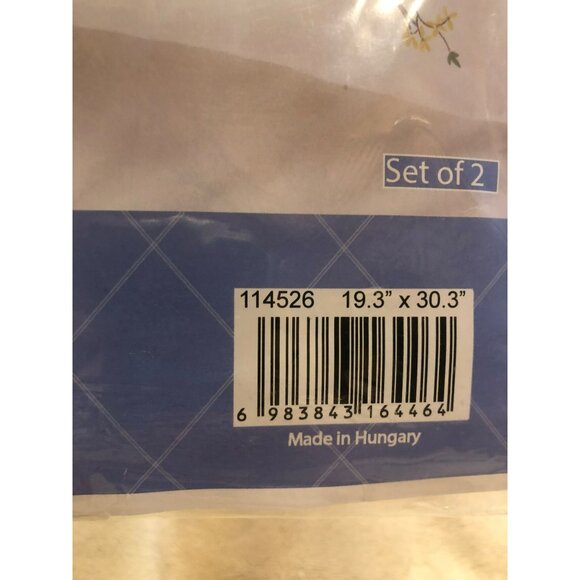 Set of 2
114526 19.3" x 30.3"
6 983843 164464
Made in Hungary